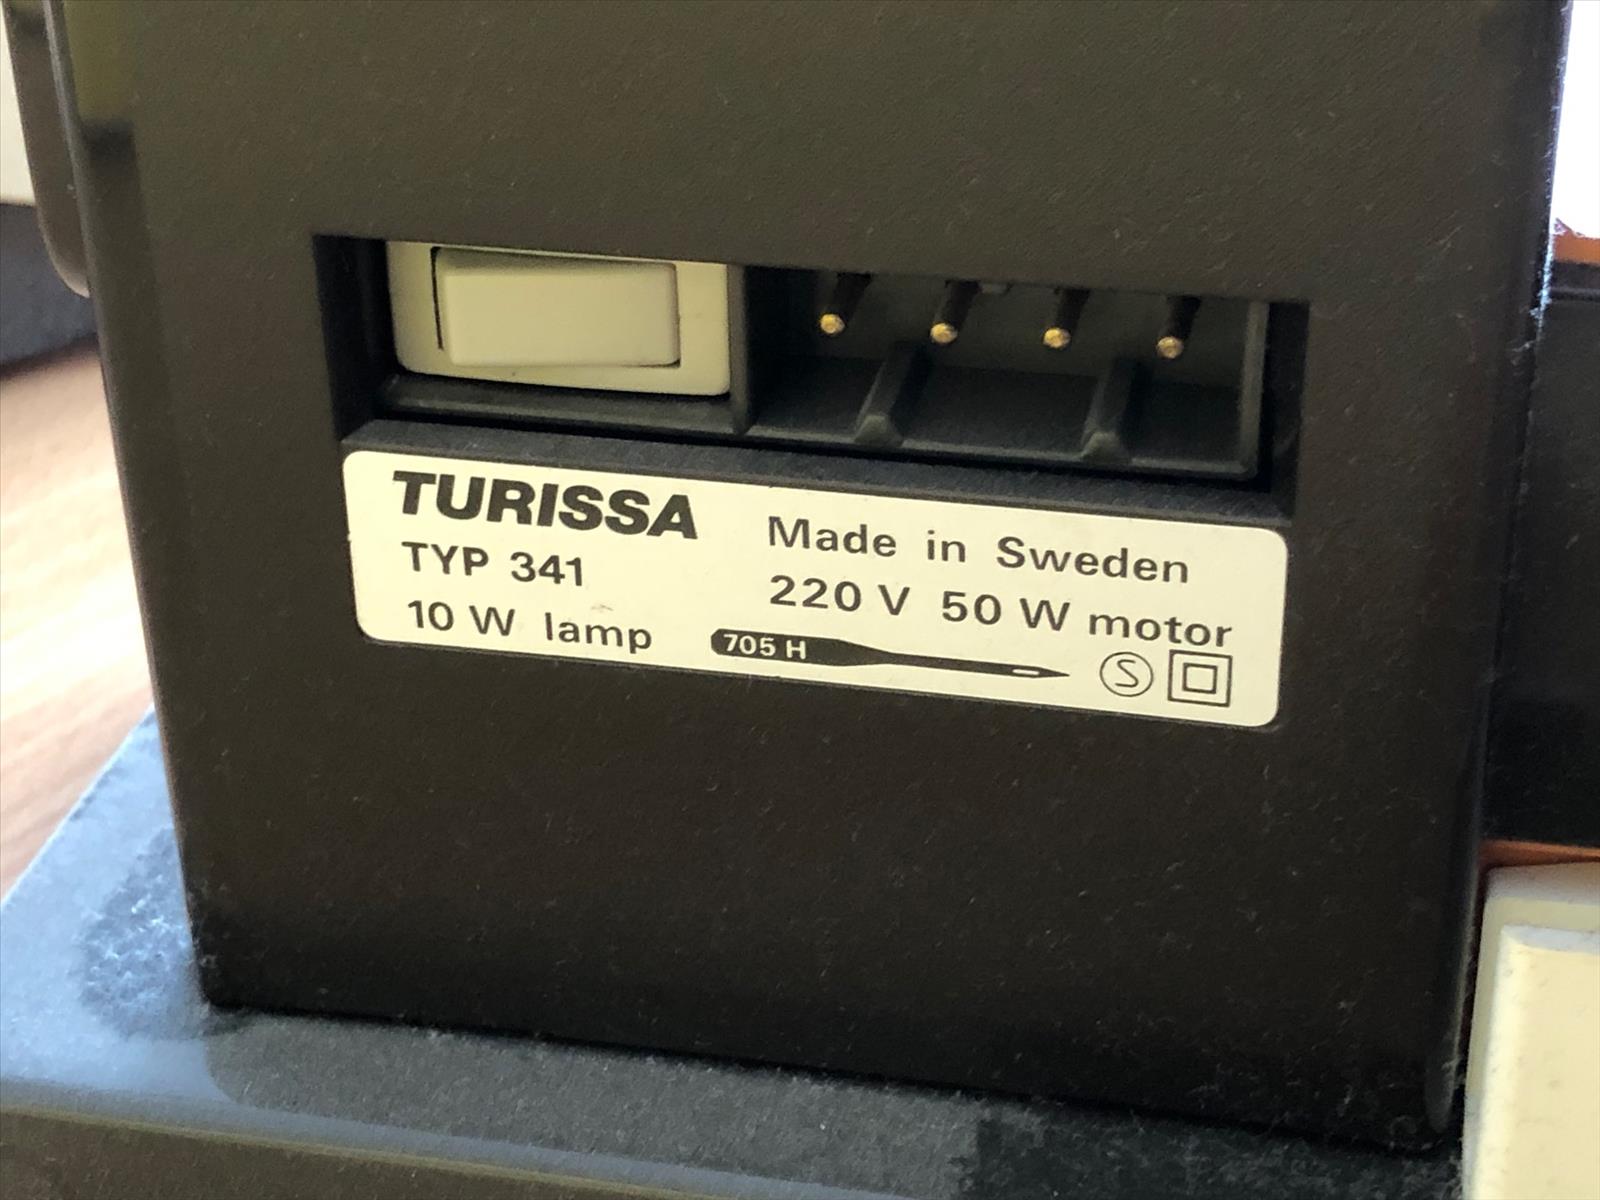 TURISSA
TYP 341
10 W lamp
Made in Sweden
220 V 50 W motor
705 H
S